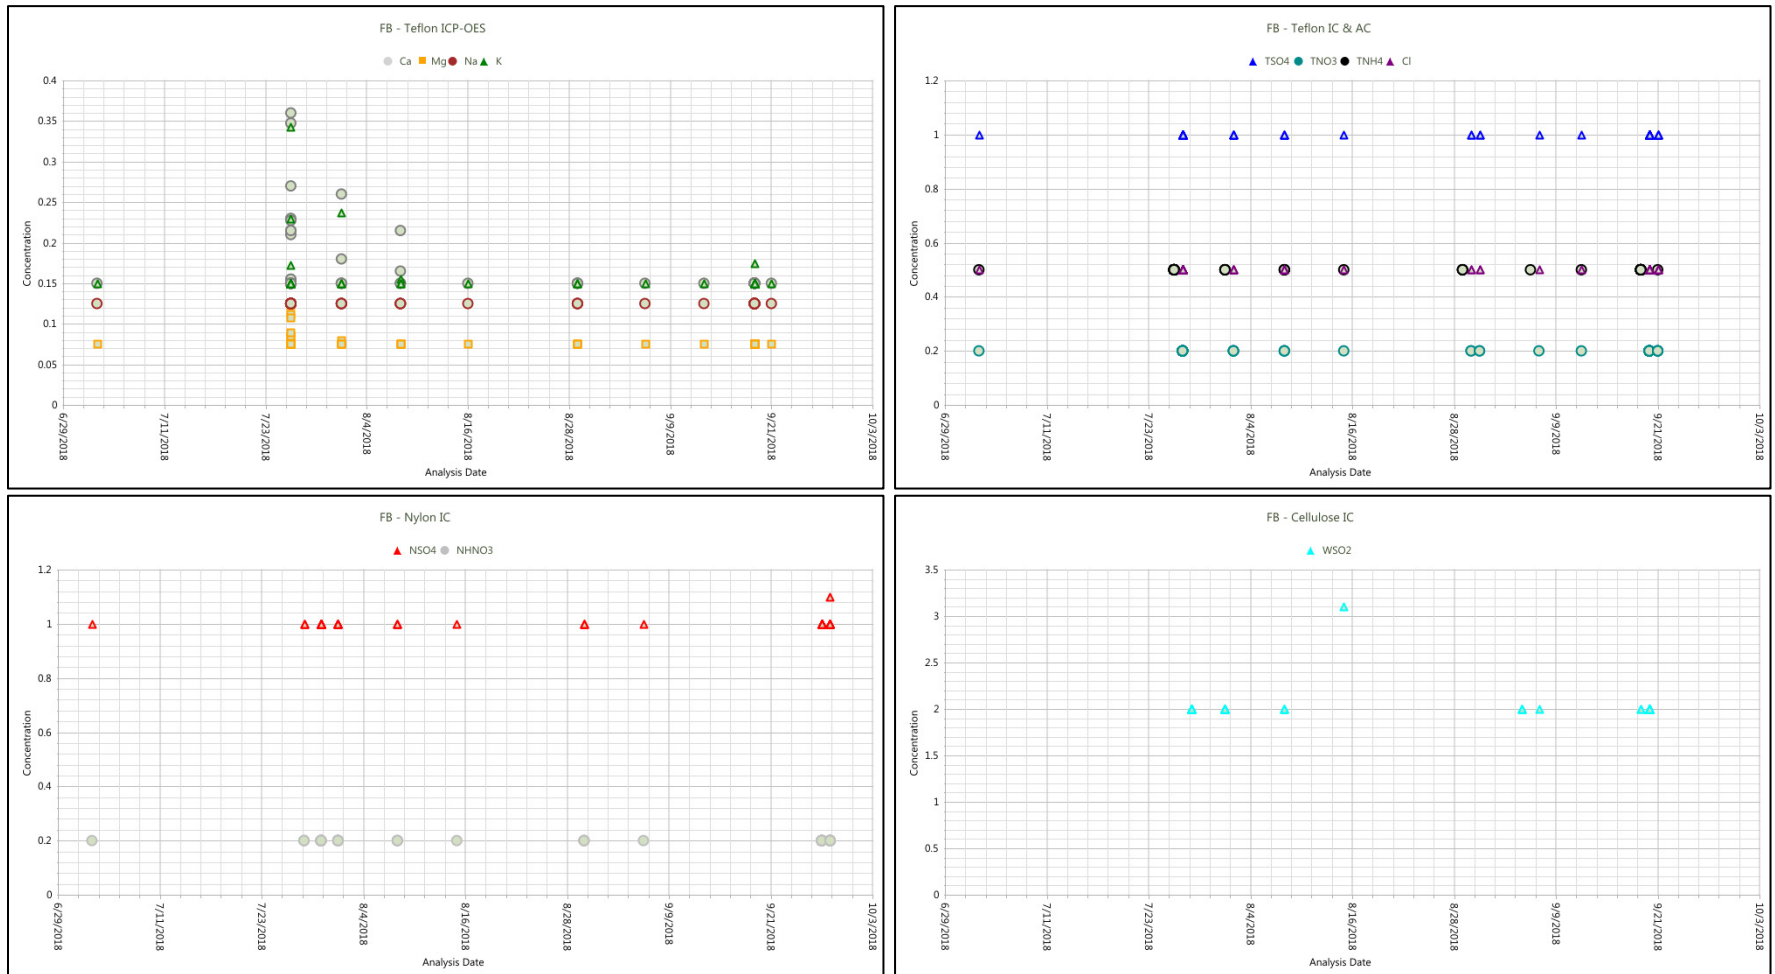 FB - Teflon ICP-OES
Ca Mg Na K
0.4
0.35
0.3
0.25
0.2
0.15
0.1
0.05
0
Concentration
6/29/2018 7/11/2018 7/23/2018 8/4/2018 8/16/2018 8/28/2018 9/9/2018 9/21/2018 10/3/2018
Analysis Date
FB - Teflon IC & AC
TSO4 TNO3 TNH4 Cl
1.2
1
0.8
0.6
0.4
0.2
0
Concentration
6/29/2018 7/11/2018 7/23/2018 8/4/2018 8/16/2018 8/28/2018 9/9/2018 9/21/2018 10/3/2018
Analysis Date
FB - Nylon IC
NSO4 NHNO3
1.2
1
0.8
0.6
0.4
0.2
0
Concentration
6/29/2018 7/11/2018 7/23/2018 8/4/2018 8/16/2018 8/28/2018 9/9/2018 9/21/2018 10/3/2018
Analysis Date
FB - Cellulose IC
WSO2
3.5
3
2.5
2
1.5
1
0.5
0
Concentration
6/29/2018 7/11/2018 7/23/2018 8/4/2018 8/16/2018 8/28/2018 9/9/2018 9/21/2018 10/3/2018
Analysis Date